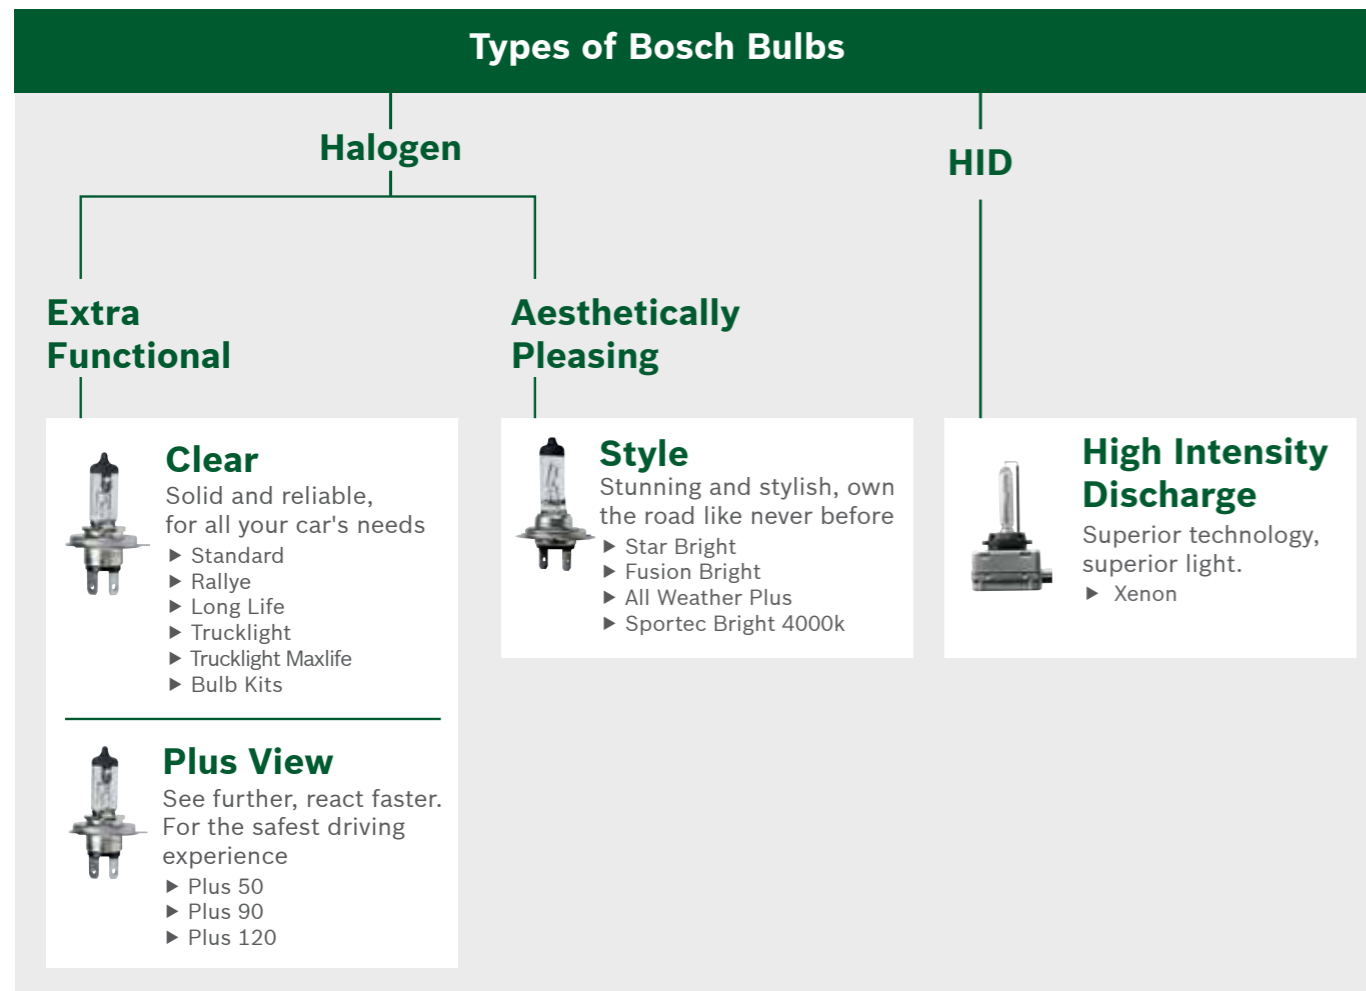 Types of Bosch Bulbs
Halogen
HID
Extra
Functional
Aesthetically
Pleasing
Clear
Solid and reliable,
for all your car's needs
Standard
Rallye
Long Life
Trucklight
Trucklight Maxlife
Bulb Kits
Plus View
See further, react faster.
For the safest driving
experience
Plus 50
Plus 90
Plus 120
Style
Stunning and stylish, own
the road like never before
Star Bright
Fusion Bright
All Weather Plus
Sportec Bright 4000k
High Intensity
Discharge
Superior technology,
superior light.
Xenon